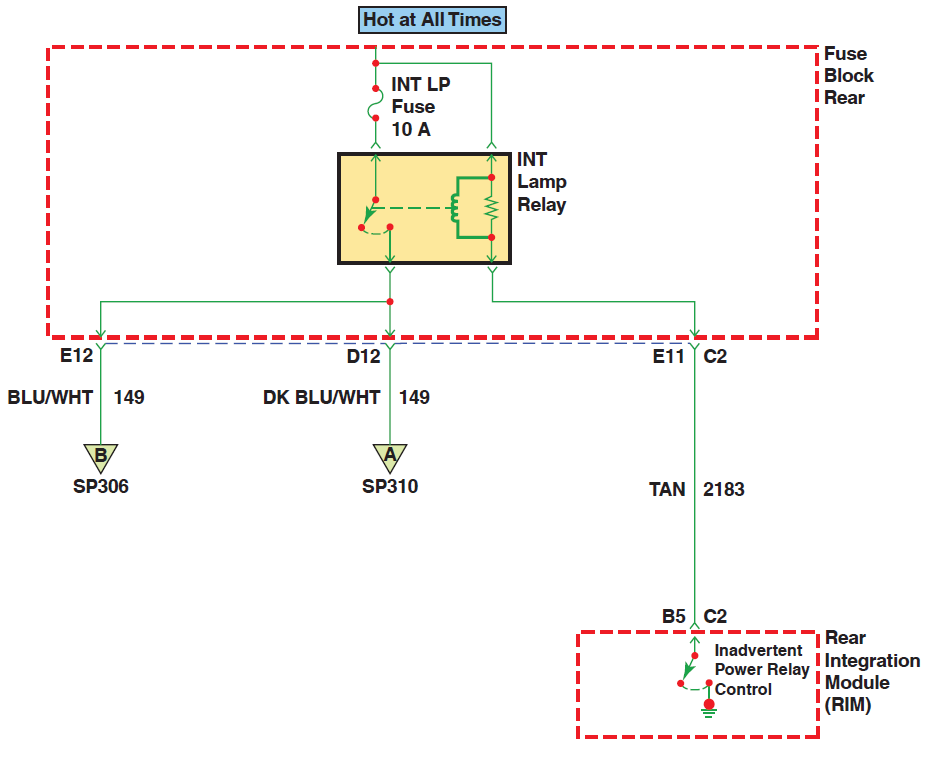 Hot at All Times
Fuse
Block
Rear
INT LP
Fuse
10 A
INT
Lamp
Relay
E12
D12
E11 C2
BLU/WHT 149
DK BLU/WHT 149
B
SP306
A
SP310
TAN 2183
B5 C2
Inadvertent
Power Relay
Control
Rear
Integration
Module
(RIM)